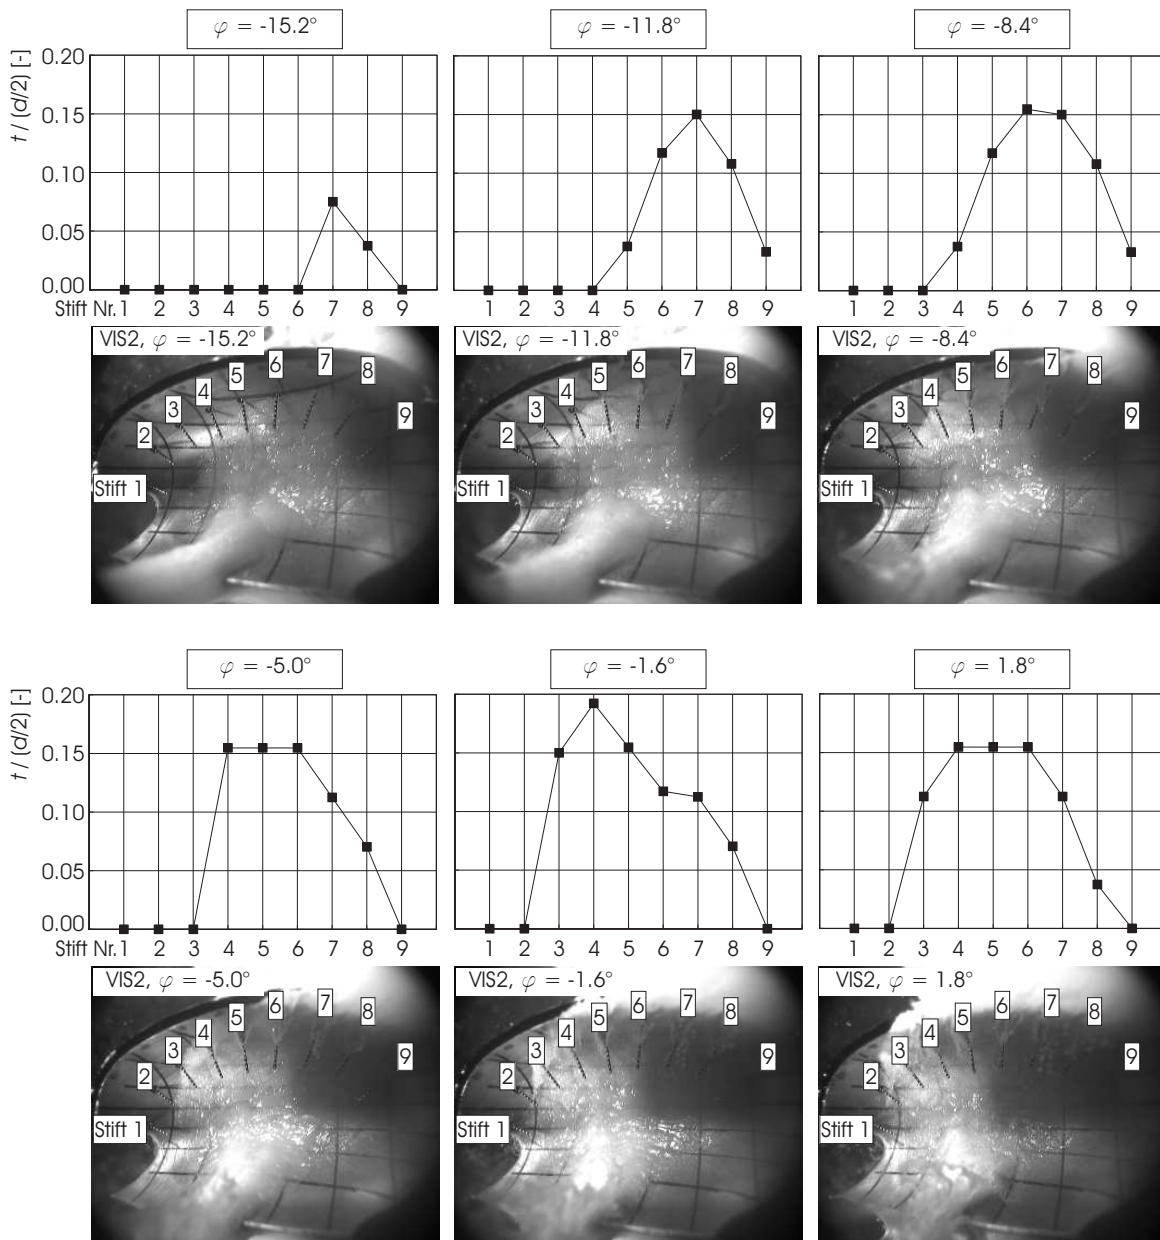 φ = -15.2°
φ = -11.8°
φ = -8.4°
t / (d/2) [-]
0.20
0.15
0.10
0.05
0.00
Stift Nr. 1 2 3 4 5 6 7 8 9
1 2 3 4 5 6 7 8 9
1 2 3 4 5 6 7 8 9
VIS2, φ = -15.2°
2 3 4 5 6 7 8 9
Stift 1
VIS2, φ = -11.8°
2 3 4 5 6 7 8 9
Stift 1
VIS2, φ = -8.4°
2 3 4 5 6 7 8 9
Stift 1
φ = -5.0°
φ = -1.6°
φ = 1.8°
t / (d/2) [-]
0.20
0.15
0.10
0.05
0.00
Stift Nr. 1 2 3 4 5 6 7 8 9
1 2 3 4 5 6 7 8 9
1 2 3 4 5 6 7 8 9
VIS2, φ = -5.0°
2 3 4 5 6 7 8 9
Stift 1
VIS2, φ = -1.6°
2 3 4 5 6 7 8 9
Stift 1
VIS2, φ = 1.8°
2 3 4 5 6 7 8 9
Stift 1